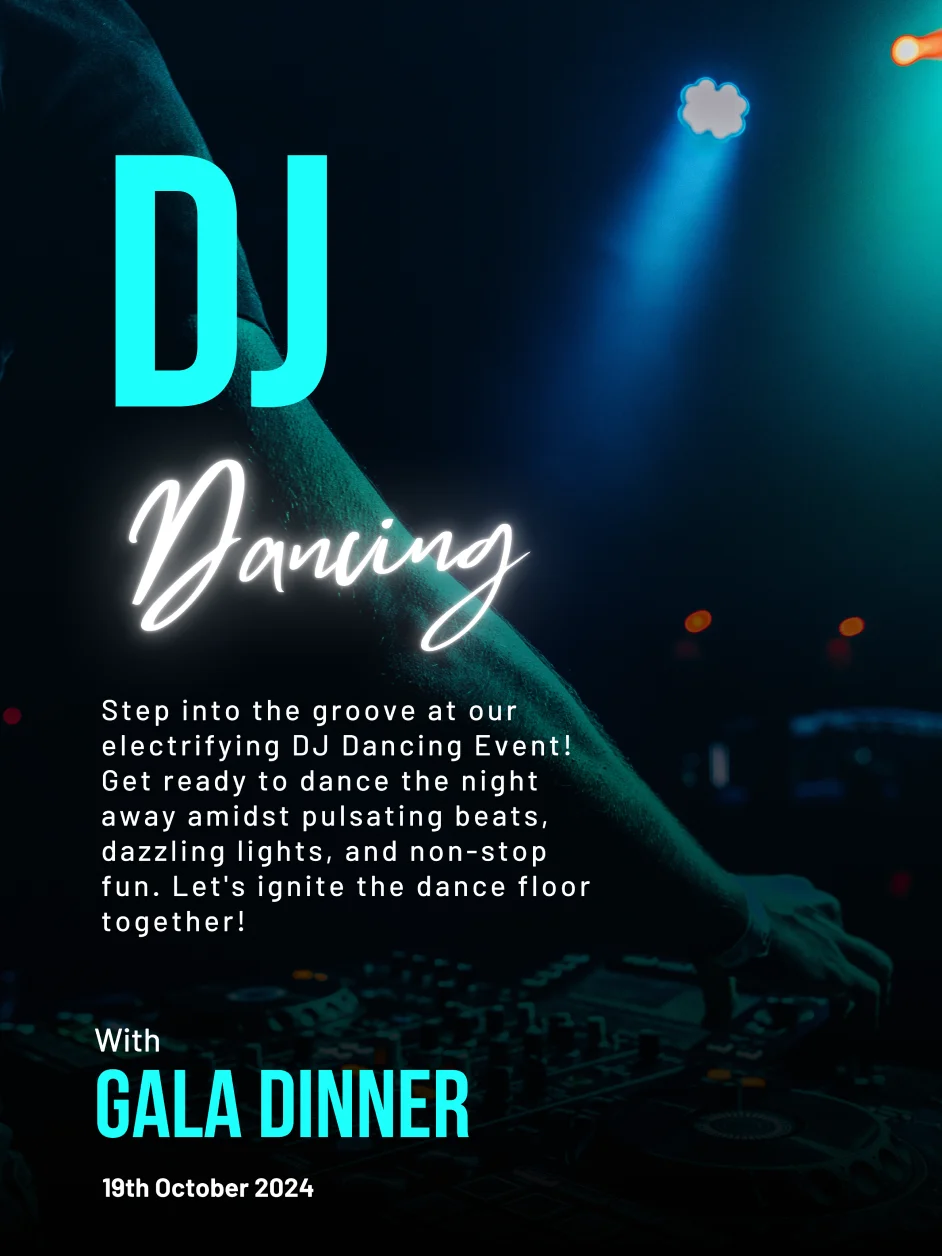 DJ
Dancing
Step into the groove at our
electrifying DJ Dancing Event!
Get ready to dance the night
away amidst pulsating beats,
dazzling lights, and non-stop
fun. Let's ignite the dance floor
together!
With
GALA DINNER
19th October 2024